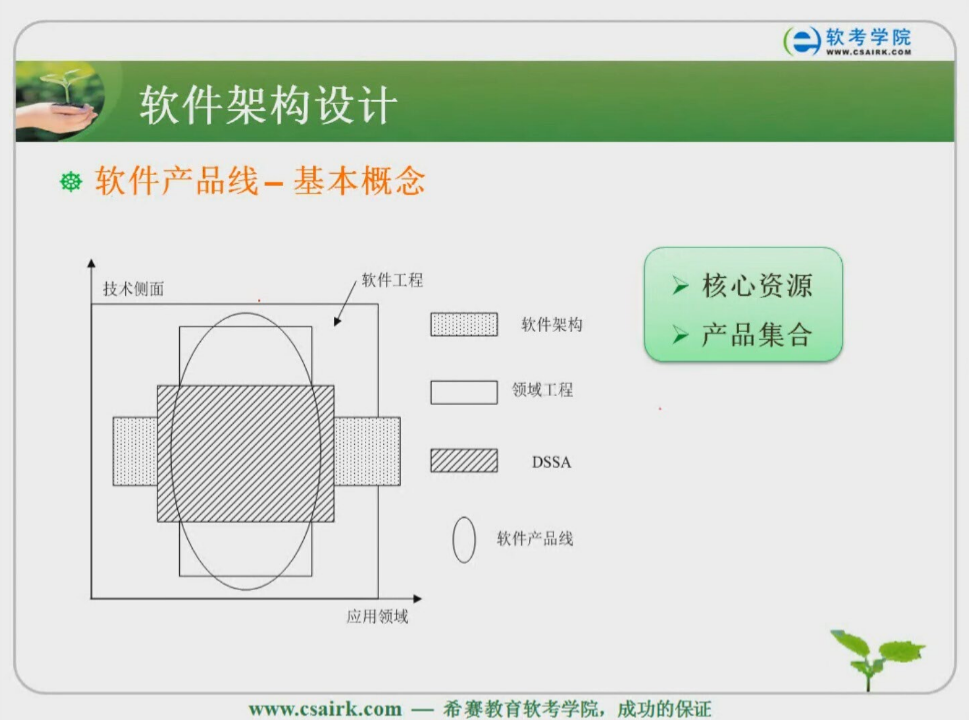 软考学院
WWW.CSAIRK.COM
软件架构设计
软件产品线 – 基本概念
技术侧面
软件工程
应用领域
软件架构
领域工程
DSSA
软件产品线
核心资源
产品集合
www.csairk.com — 希赛教育软考学院，成功的保证